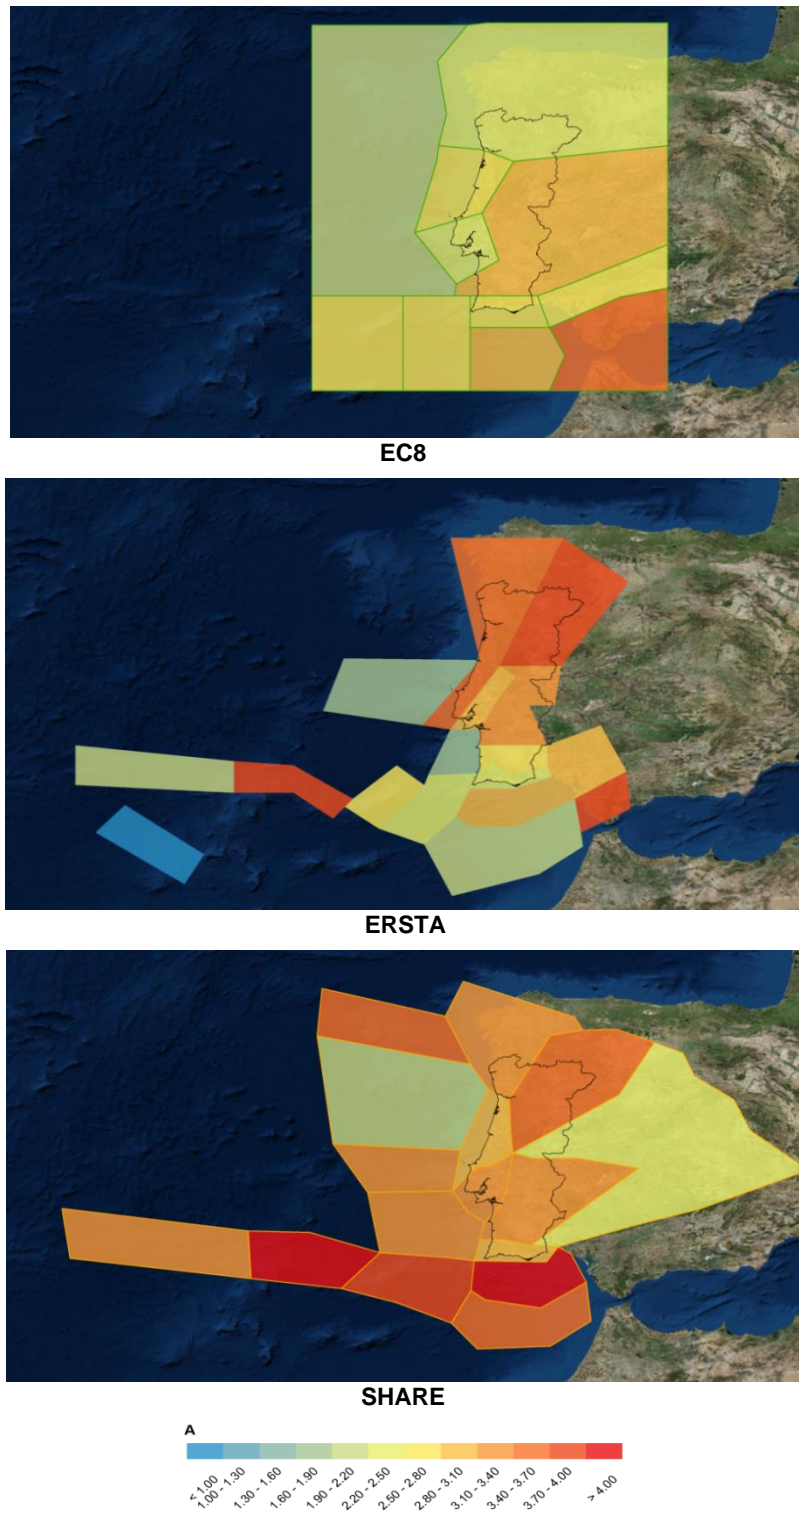 EC8
ERSTA
SHARE
A
< 1.00
1.00 - 1.30
1.30 - 1.60
1.60 - 1.90
1.90 - 2.20
2.20 - 2.50
2.50 - 2.80
2.80 - 3.10
3.10 - 3.40
3.40 - 3.70
3.70 - 4.00
> 4.00